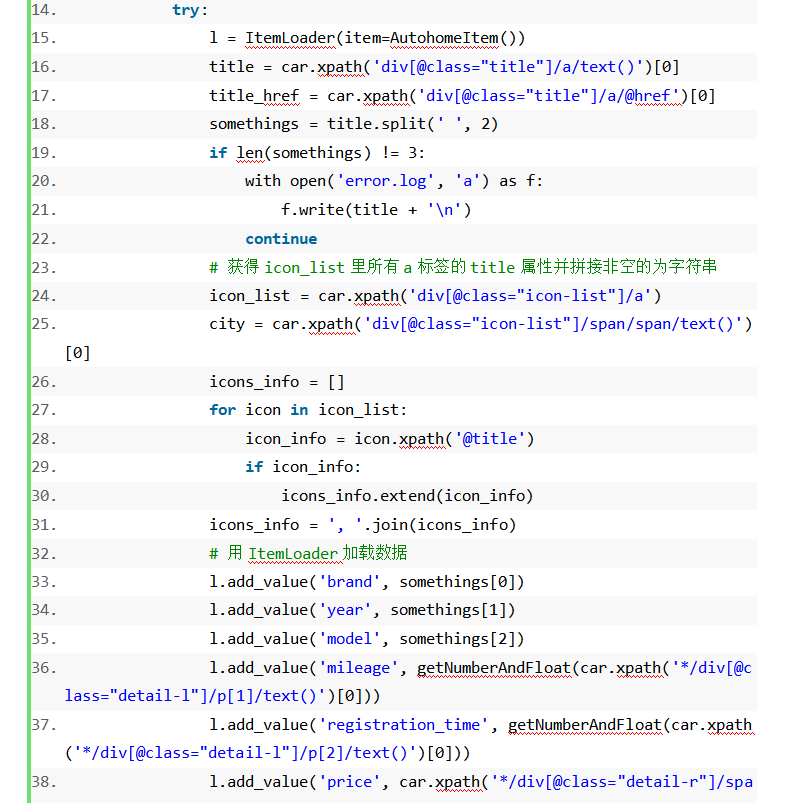 14.             try:
15.                 l = ItemLoader(item=AutohomeItem())
16.                 title = car.xpath('div[@class="title"]/a/text()')[0]
17.                 title_href = car.xpath('div[@class="title"]/a/@href')[0]
18.                 somethings = title.split(' ', 2)
19.                 if len(somethings) != 3:
20.                     with open('error.log', 'a') as f:
21.                         f.write(title + '\n')
22.                     continue
23.                 # 获得 icon_list 里所有 a 标签的 title 属性并拼接非空的为字符串
24.                 icon_list = car.xpath('div[@class="icon-list"]/a')
25.                 city = car.xpath('div[@class="icon-list"]/span/span/text()')
[0]
26.                 icons_info = []
27.                 for icon in icon_list:
28.                     icon_info = icon.xpath('@title')
29.                     if icon_info:
30.                         icons_info.extend(icon_info)
31.                 icons_info = ', '.join(icons_info)
32.                 # 用 ItemLoader 加载数据
33.                 l.add_value('brand', somethings[0])
34.                 l.add_value('year', somethings[1])
35.                 l.add_value('model', somethings[2])
36.                 l.add_value('mileage', getNumberAndFloat(car.xpath('*/div[@c
lass="detail-l"]/p[1]/text()')[0]))
37.                 l.add_value('registration_time', getNumberAndFloat(car.xpath
('*/div[@class="detail-l"]/p[2]/text()')[0]))
38.                 l.add_value('price', car.xpath('*/div[@class="detail-r"]/spa